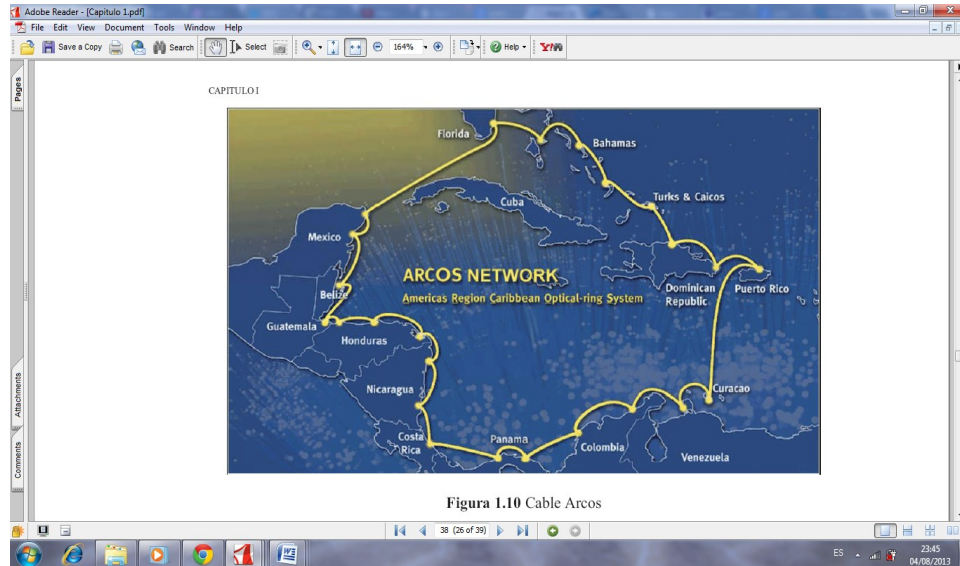 Adobe Reader - [Capitulo 1.pdf]
File Edit View Document Tools Window Help
Save a Copy Search Select 164% Help Y!
Pages
Attachments
Comments
CAPITULO I
Florida
Bahamas
Cuba
Turks & Caicos
Mexico
ARCOS NETWORK
Americas Region Caribbean Optical-ring System
Dominican
Republic
Puerto Rico
Belize
Guatemala
Honduras
Nicaragua
Curacao
Costa
Rica
Panama
Colombia
Venezuela
Figura 1.10 Cable Arcos
38 (26 of 39)
ES 23:45
04/08/2013